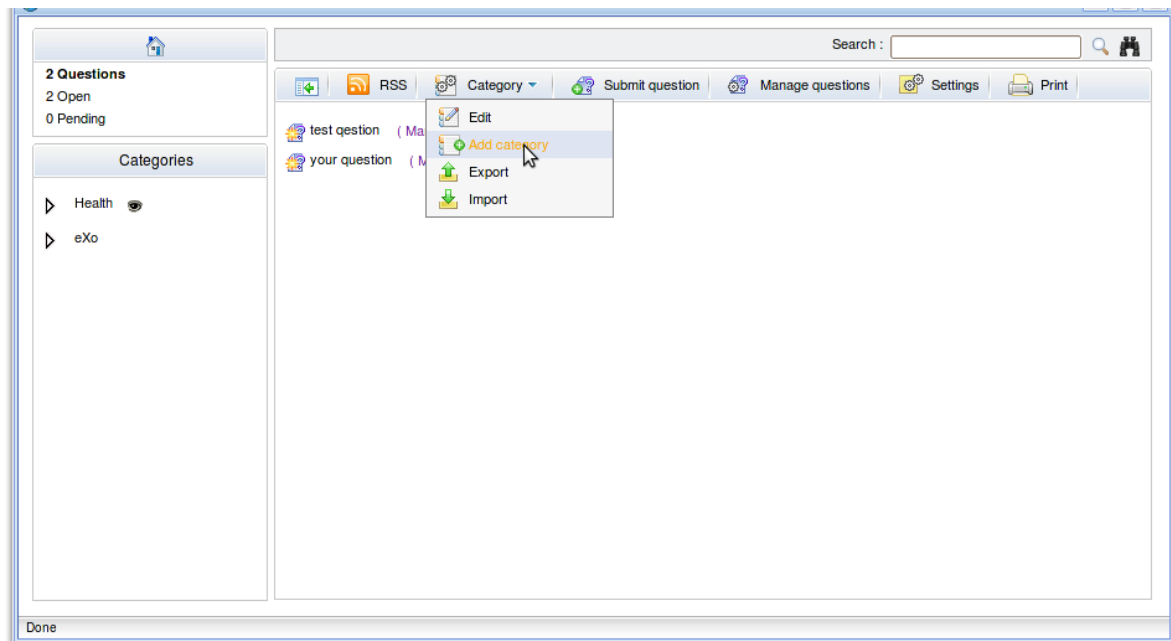 Search :
2 Questions
2 Open
0 Pending
RSS Category Submit question Manage questions Settings Print
Edit
Add category
Export
Import
test qestion ( Ma
your question ( M
Categories
Health
eXo
Done